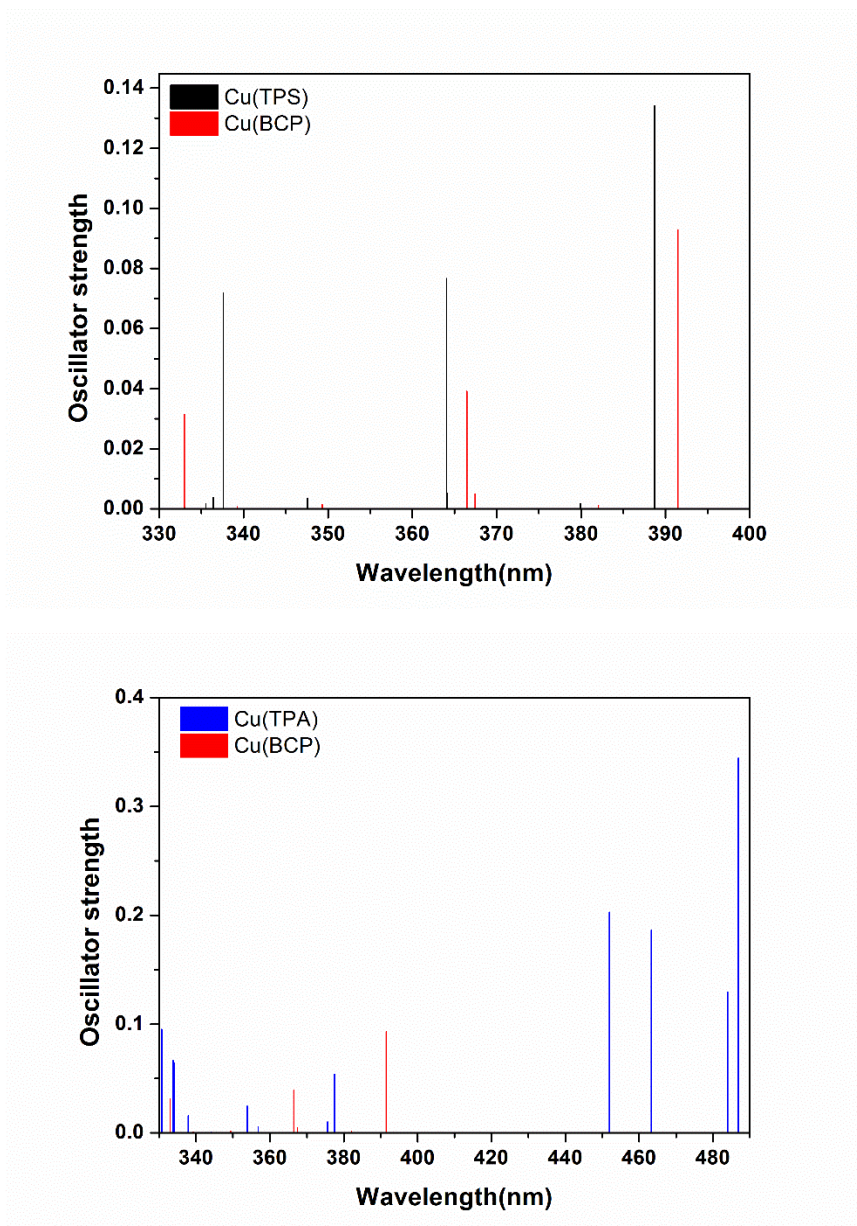 Cu(TPS)
Cu(BCP)
0.14
0.12
0.10
0.08
0.06
0.04
0.02
0.00
330 340 350 360 370 380 390 400
Oscillator strength
Wavelength(nm)
Cu(TPA)
Cu(BCP)
0.4
0.3
0.2
0.1
0.0
340 360 380 400 420 440 460 480
Oscillator strength
Wavelength(nm)